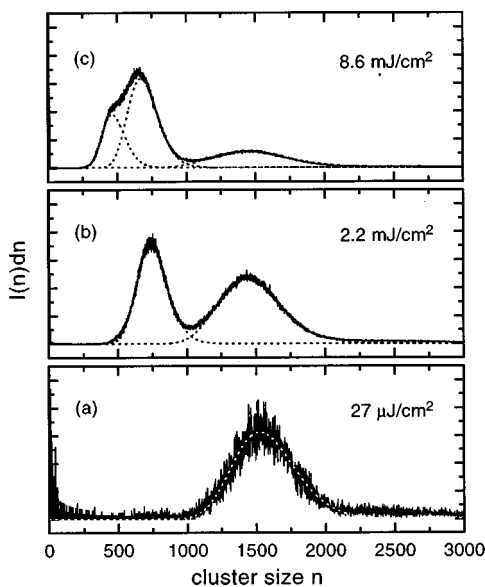 (c)
8.6 mJ/cm²
(b)
2.2 mJ/cm²
I(n)dn
(a)
27 µJ/cm²
0 500 1000 1500 2000 2500 3000
cluster size n